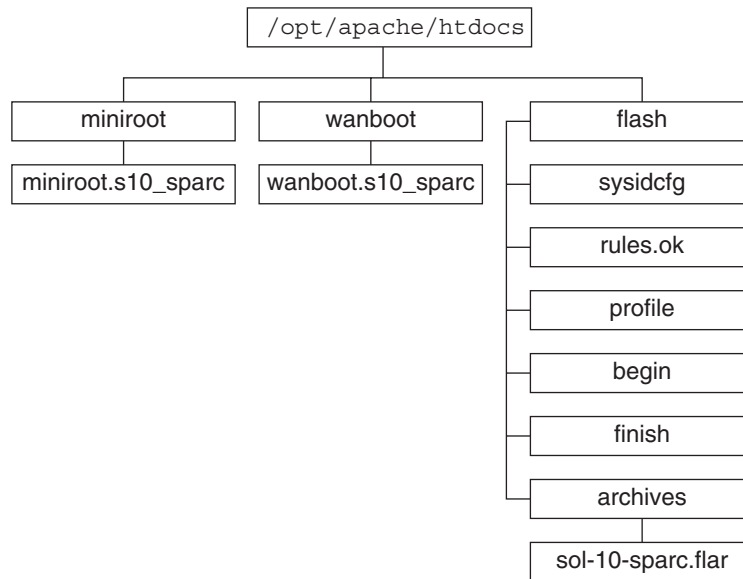 /opt/apache/htdocs
miniroot
wanboot
flash
miniroot.s10_sparc
wanboot.s10_sparc
sysidcfg
rules.ok
profile
begin
finish
archives
sol-10-sparc.flar